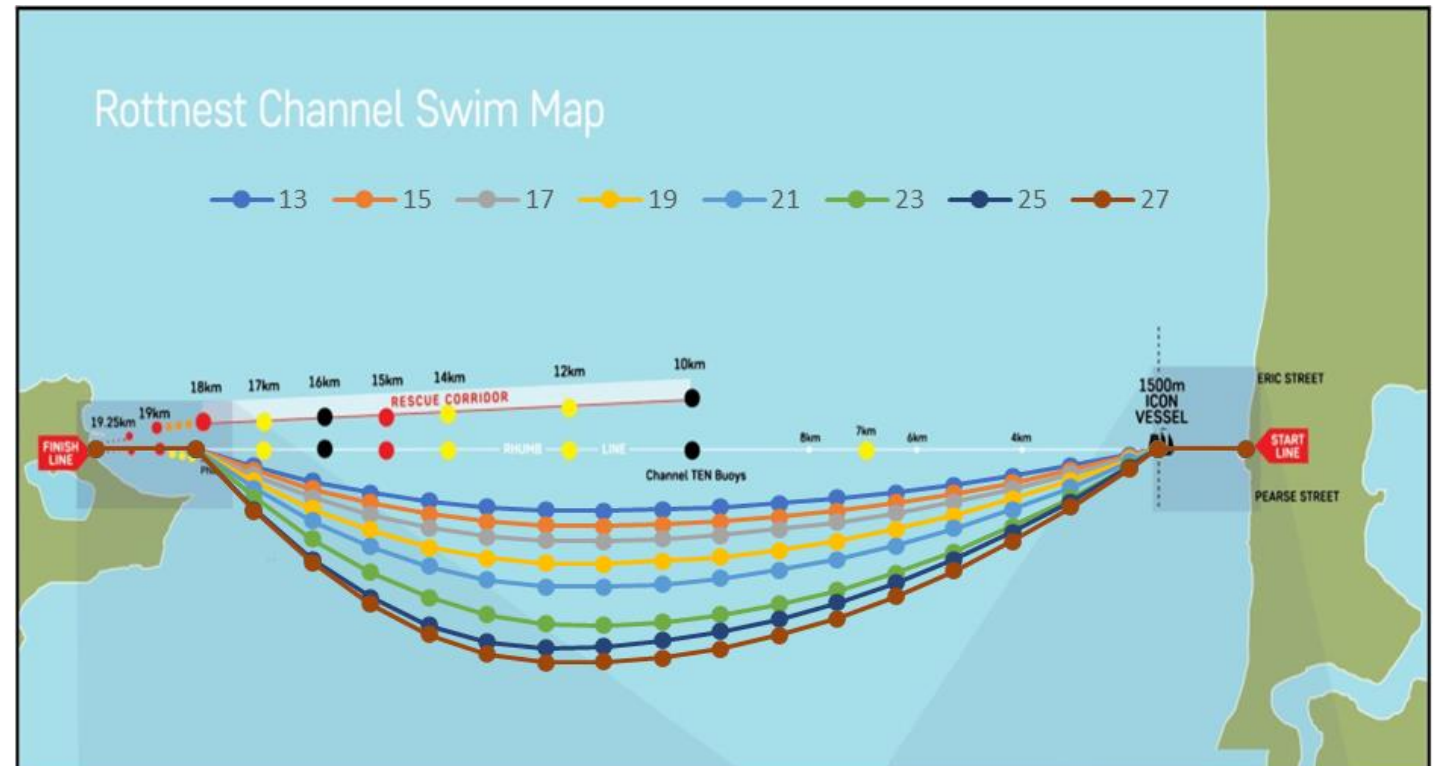 Rottnest Channel Swim Map
13 15 17 19 21 23 25 27
10km
12km
14km
15km
16km
17km
18km
RESCUE CORRIDOR
19km
19.25km
1500m
ICON
VESSEL
ERIC STREET
FINISH
LINE
RHUMB LINE
8km
7km
6km
4km
START
LINE
Channel TEN Buoys
PEARSE STREET